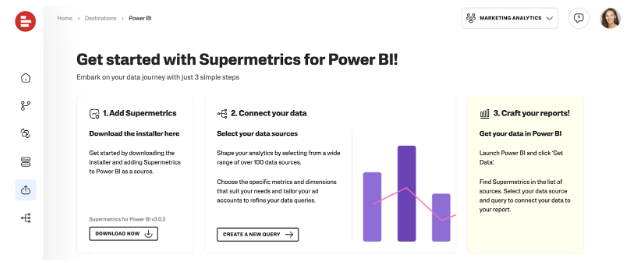 Home › Destinations › Power BI
MARKETING ANALYTICS
Get started with Supermetrics for Power BI!
Embark on your data journey with just 3 simple steps
1. Add Supermetrics
Download the installer here
Get started by downloading the
installer and adding Supermetrics
to Power BI as a source.
Supermetrics for Power BI v3.0.2
DOWNLOAD NOW
2. Connect your data
Select your data sources
Shape your analytics by selecting from a wide
range of over 100 data sources.
Choose the specific metrics and dimensions
that suit your needs and tailor your ad
accounts to refine your data queries.
CREATE A NEW QUERY
3. Craft your reports!
Get your data in Power BI
Launch Power BI and click 'Get
Data'.
Find Supermetrics in the list of
sources. Select your data source
and query to connect your data to
your report.